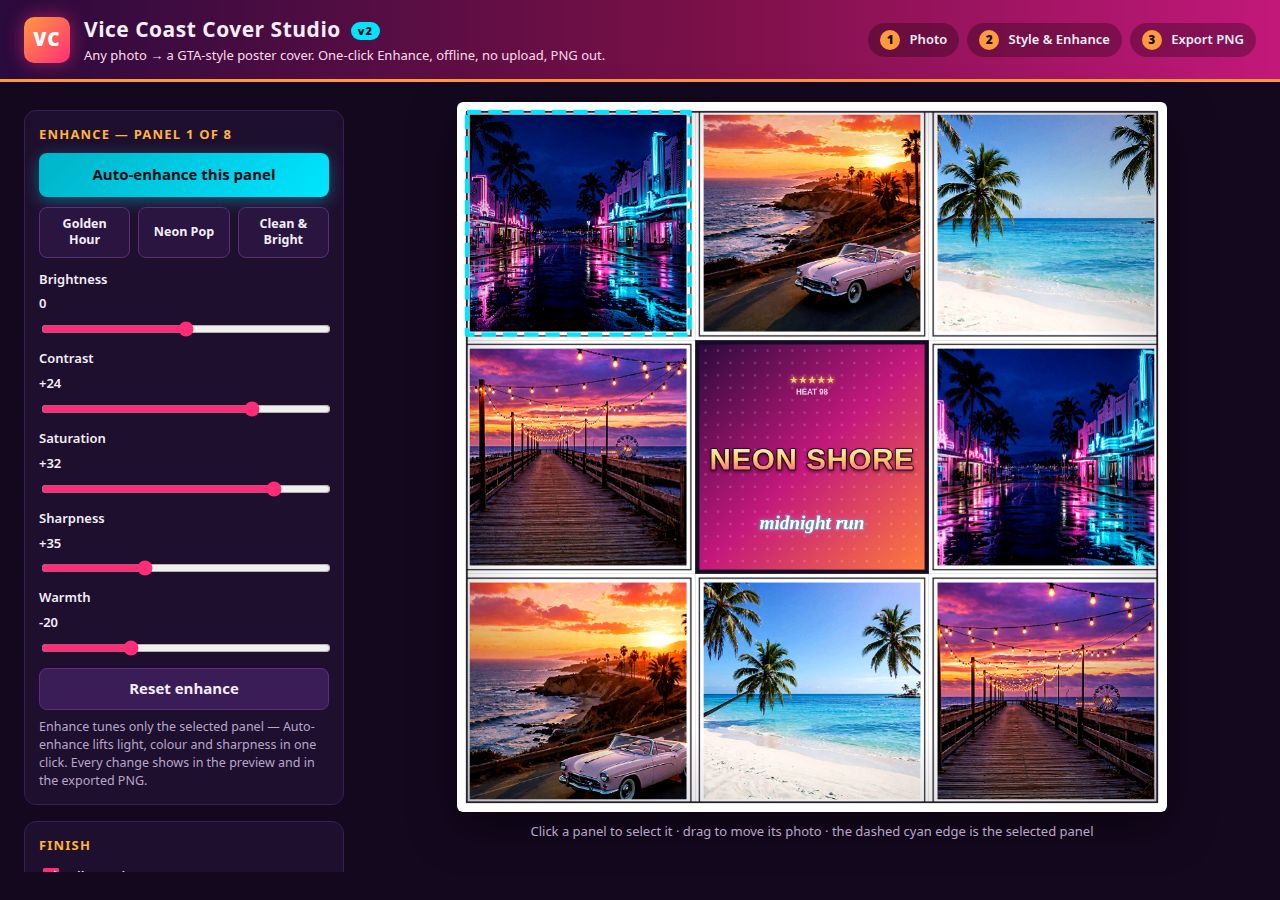 VC
Vice Coast Cover Studio v2
Any photo → a GTA-style poster cover. One-click Enhance, offline, no upload, PNG out.
1 Photo
2 Style & Enhance
3 Export PNG
ENHANCE — PANEL 1 OF 8
Auto-enhance this panel
Golden
Hour
Neon Pop
Clean &
Bright
Brightness
0
Contrast
+24
Saturation
+32
Sharpness
+35
Warmth
-20
Reset enhance
Enhance tunes only the selected panel — Auto-
enhance lifts light, colour and sharpness in one
click. Every change shows in the preview and in
the exported PNG.
FINISH
★★★★★
HEAT 98
NEON SHORE
midnight run
Click a panel to select it · drag to move its photo · the dashed cyan edge is the selected panel